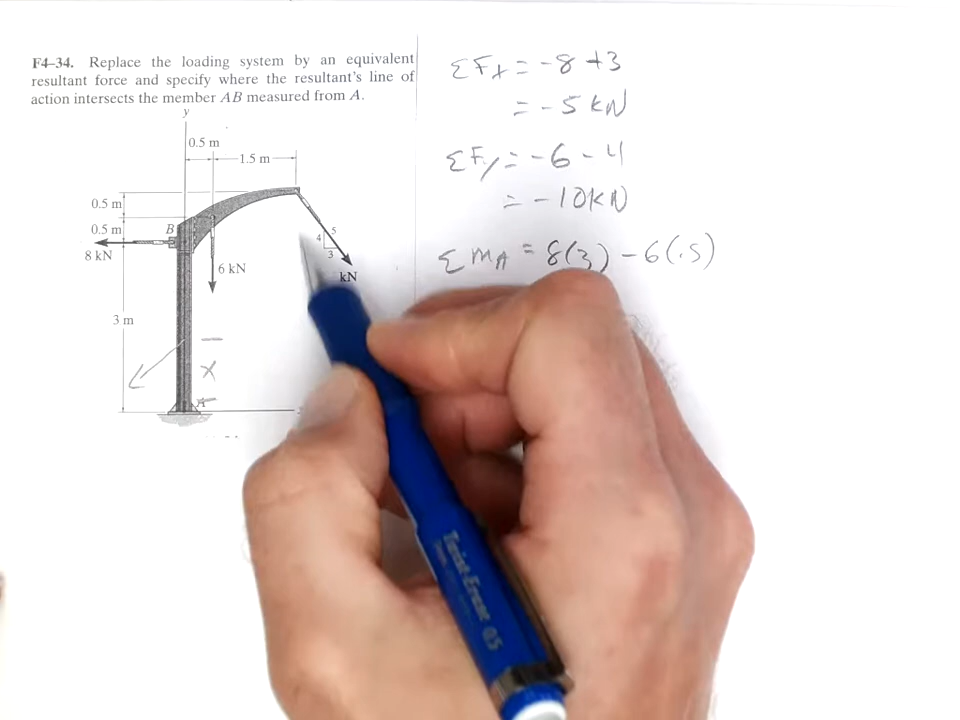 F4–34. Replace the loading system by an equivalent
resultant force and specify where the resultant's line of
action intersects the member AB measured from A.
y
0.5 m
1.5 m
0.5 m
0.5 m
B
8 kN
5
4
3
6 kN
kN
3 m
x
A
ΣFx = -8 +3
= -5 kN
ΣFy = -6 - 4
= -10 kN
ΣMA = 8(3) - 6(.5)
Twist-Erase 05